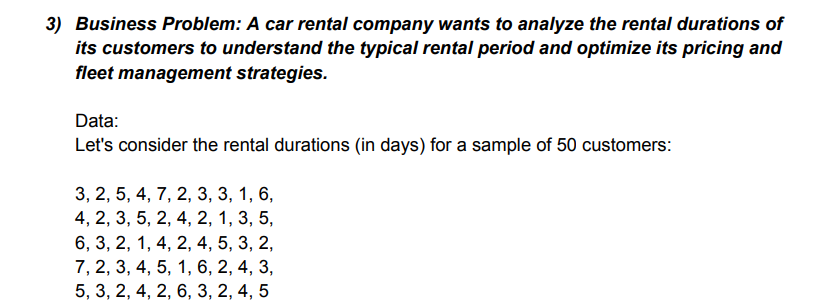 3) Business Problem: A car rental company wants to analyze the rental durations of
its customers to understand the typical rental period and optimize its pricing and
fleet management strategies.
Data:
Let's consider the rental durations (in days) for a sample of 50 customers:
3, 2, 5, 4, 7, 2, 3, 3, 1, 6,
4, 2, 3, 5, 2, 4, 2, 1, 3, 5,
6, 3, 2, 1, 4, 2, 4, 5, 3, 2,
7, 2, 3, 4, 5, 1, 6, 2, 4, 3,
5, 3, 2, 4, 2, 6, 3, 2, 4, 5